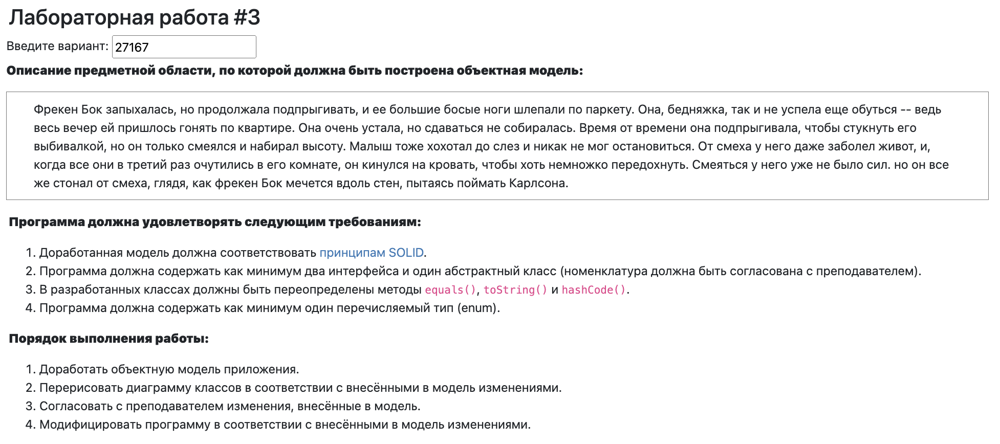 Лабораторная работа #3
Введите вариант: 27167
Описание предметной области, по которой должна быть построена объектная модель:
Фрекен Бок запыхалась, но продолжала подпрыгивать, и ее большие босые ноги шлепали по паркету. Она, бедняжка, так и не успела еще обуться -- ведь
весь вечер ей пришлось гонять по квартире. Она очень устала, но сдаваться не собиралась. Время от времени она подпрыгивала, чтобы стукнуть его
выбивалкой, но он только смеялся и набирал высоту. Малыш тоже хохотал до слез и никак не мог остановиться. От смеха у него даже заболел живот, и,
когда все они в третий раз очутились в его комнате, он кинулся на кровать, чтобы хоть немножко передохнуть. Смеяться у него уже не было сил. но он все
же стонал от смеха, глядя, как фрекен Бок мечется вдоль стен, пытаясь поймать Карлсона.
Программа должна удовлетворять следующим требованиям:
1. Доработанная модель должна соответствовать принципам SOLID.
2. Программа должна содержать как минимум два интерфейса и один абстрактный класс (номенклатура должна быть согласована с преподавателем).
3. В разработанных классах должны быть переопределены методы equals(), toString() и hashCode().
4. Программа должна содержать как минимум один перечисляемый тип (enum).
Порядок выполнения работы:
1. Доработать объектную модель приложения.
2. Перерисовать диаграмму классов в соответствии с внесёнными в модель изменениями.
3. Согласовать с преподавателем изменения, внесённые в модель.
4. Модифицировать программу в соответствии с внесёнными в модель изменениями.